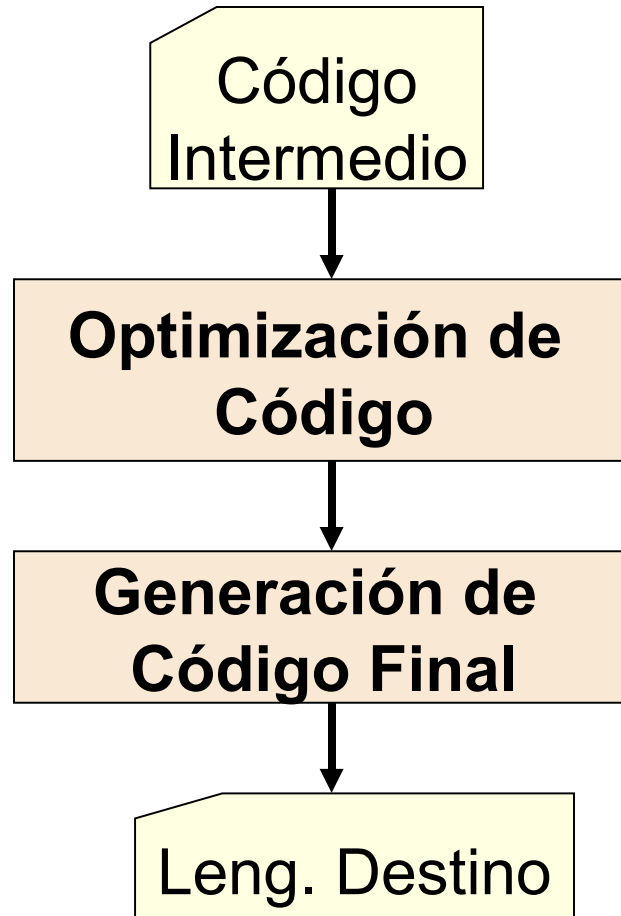 Código
Intermedio
Optimización de
Código
Generación de
Código Final
Leng. Destino